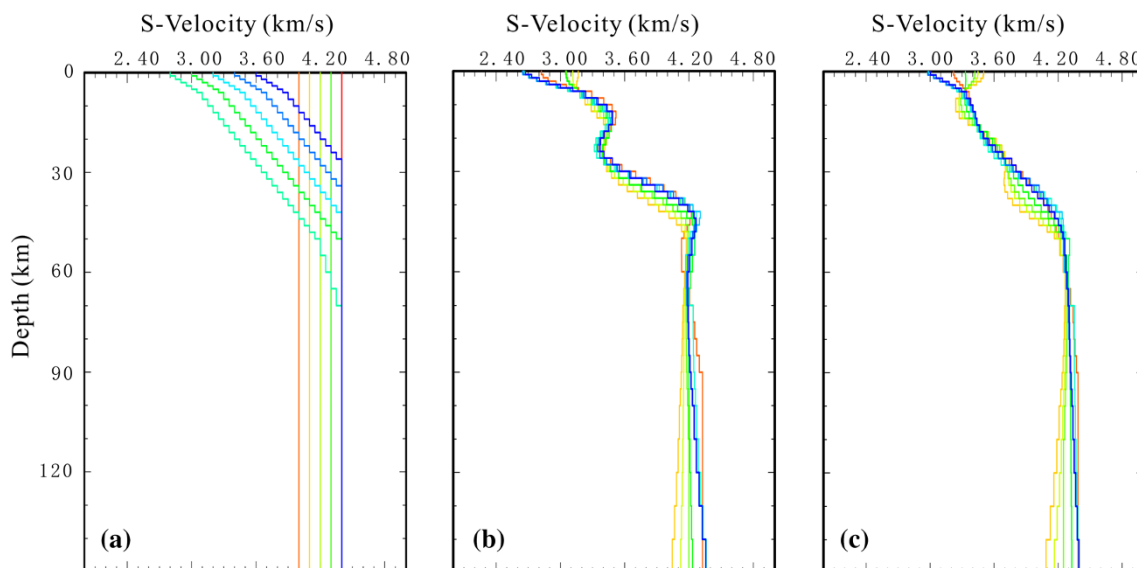 S-Velocity (km/s) S-Velocity (km/s) S-Velocity (km/s)
2. 40 3. 00 3. 60 4. 20 4. 80 2. 40 3. 00 3. 60 4. 20 4. 80 2. 40 3. 00 3. 60 4. 20 4. 80
0
30
60
90
120
Depth (km)
(a) (b) (c)